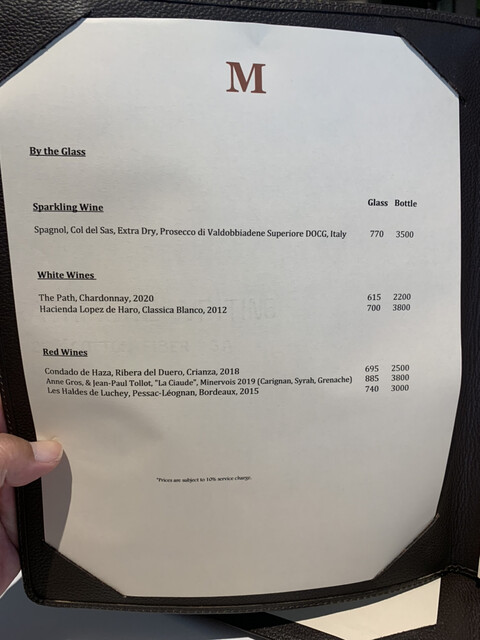 M
By the Glass
Glass Bottle
Sparkling Wine
Spagnol, Col del Sas, Extra Dry, Prosecco di Valdobbiadene Superiore DOCG, Italy 770 3500
White Wines
The Path, Chardonnay, 2020 615 2200
Hacienda Lopez de Haro, Classica Blanco, 2012 700 3800
Red Wines
Condado de Haza, Ribera del Duero, Crianza, 2018 695 2500
Anne Gros, & Jean-Paul Tollot, "La Ciaude", Minervois 2019 (Carignan, Syrah, Grenache) 885 3800
Les Haldes de Luchey, Pessac-Léognan, Bordeaux, 2015 740 3000
*Prices are subject to 10% service charge.